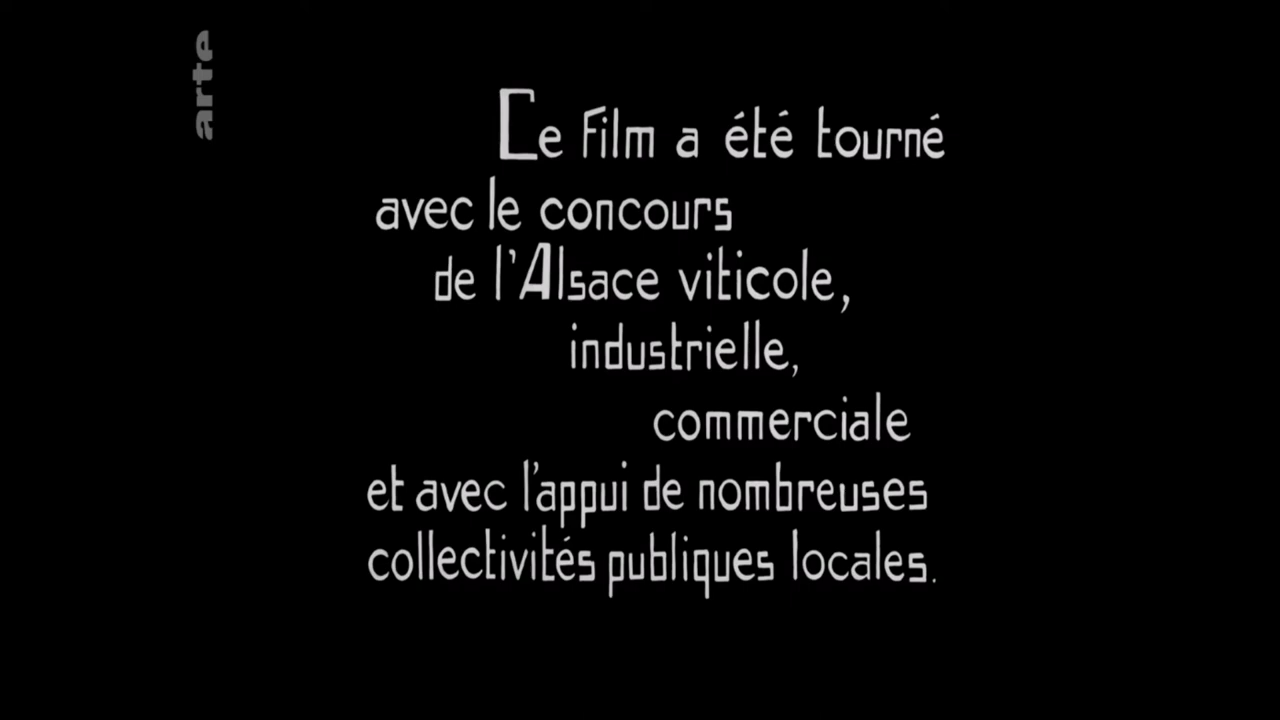 arte
Ce Film a été tourné
avec le concours
de l'Alsace viticole,
industrielle,
commerciale
et avec l'appui de nombreuses
collectivités publiques locales.